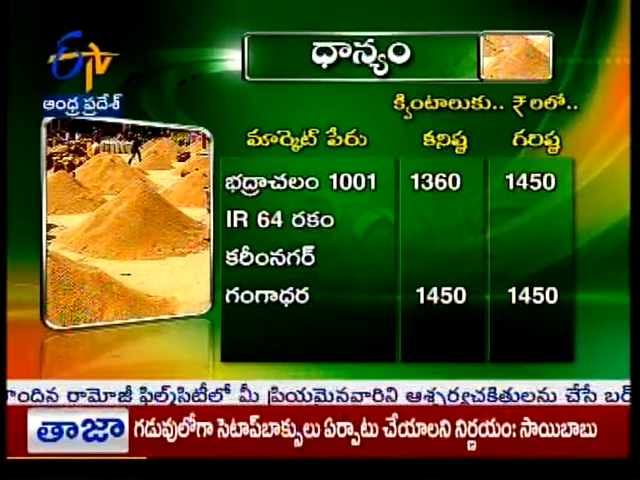 ధాన్యం
ETV
ఆంధ్ర ప్రదేశ్
క్వింటాలుకు.. ₹లలో..
మార్కెట్ పేరు కనిష్ట గరిష్ట
భద్రాచలం 1001 1360 1450
IR 64 రకం
కరీంనగర్
గంగాధర 1450 1450
ొందిన రామోజీ ఫిల్మ్‌సిటీలో మీ ప్రియమైనవారిని ఆశ్చర్యచకితులను చేసే బర్
తాజా గడువులోగా సెటాప్‌బాక్సులు ఏర్పాటు చేయాలని నిర్ణయం: సాయిబాబు